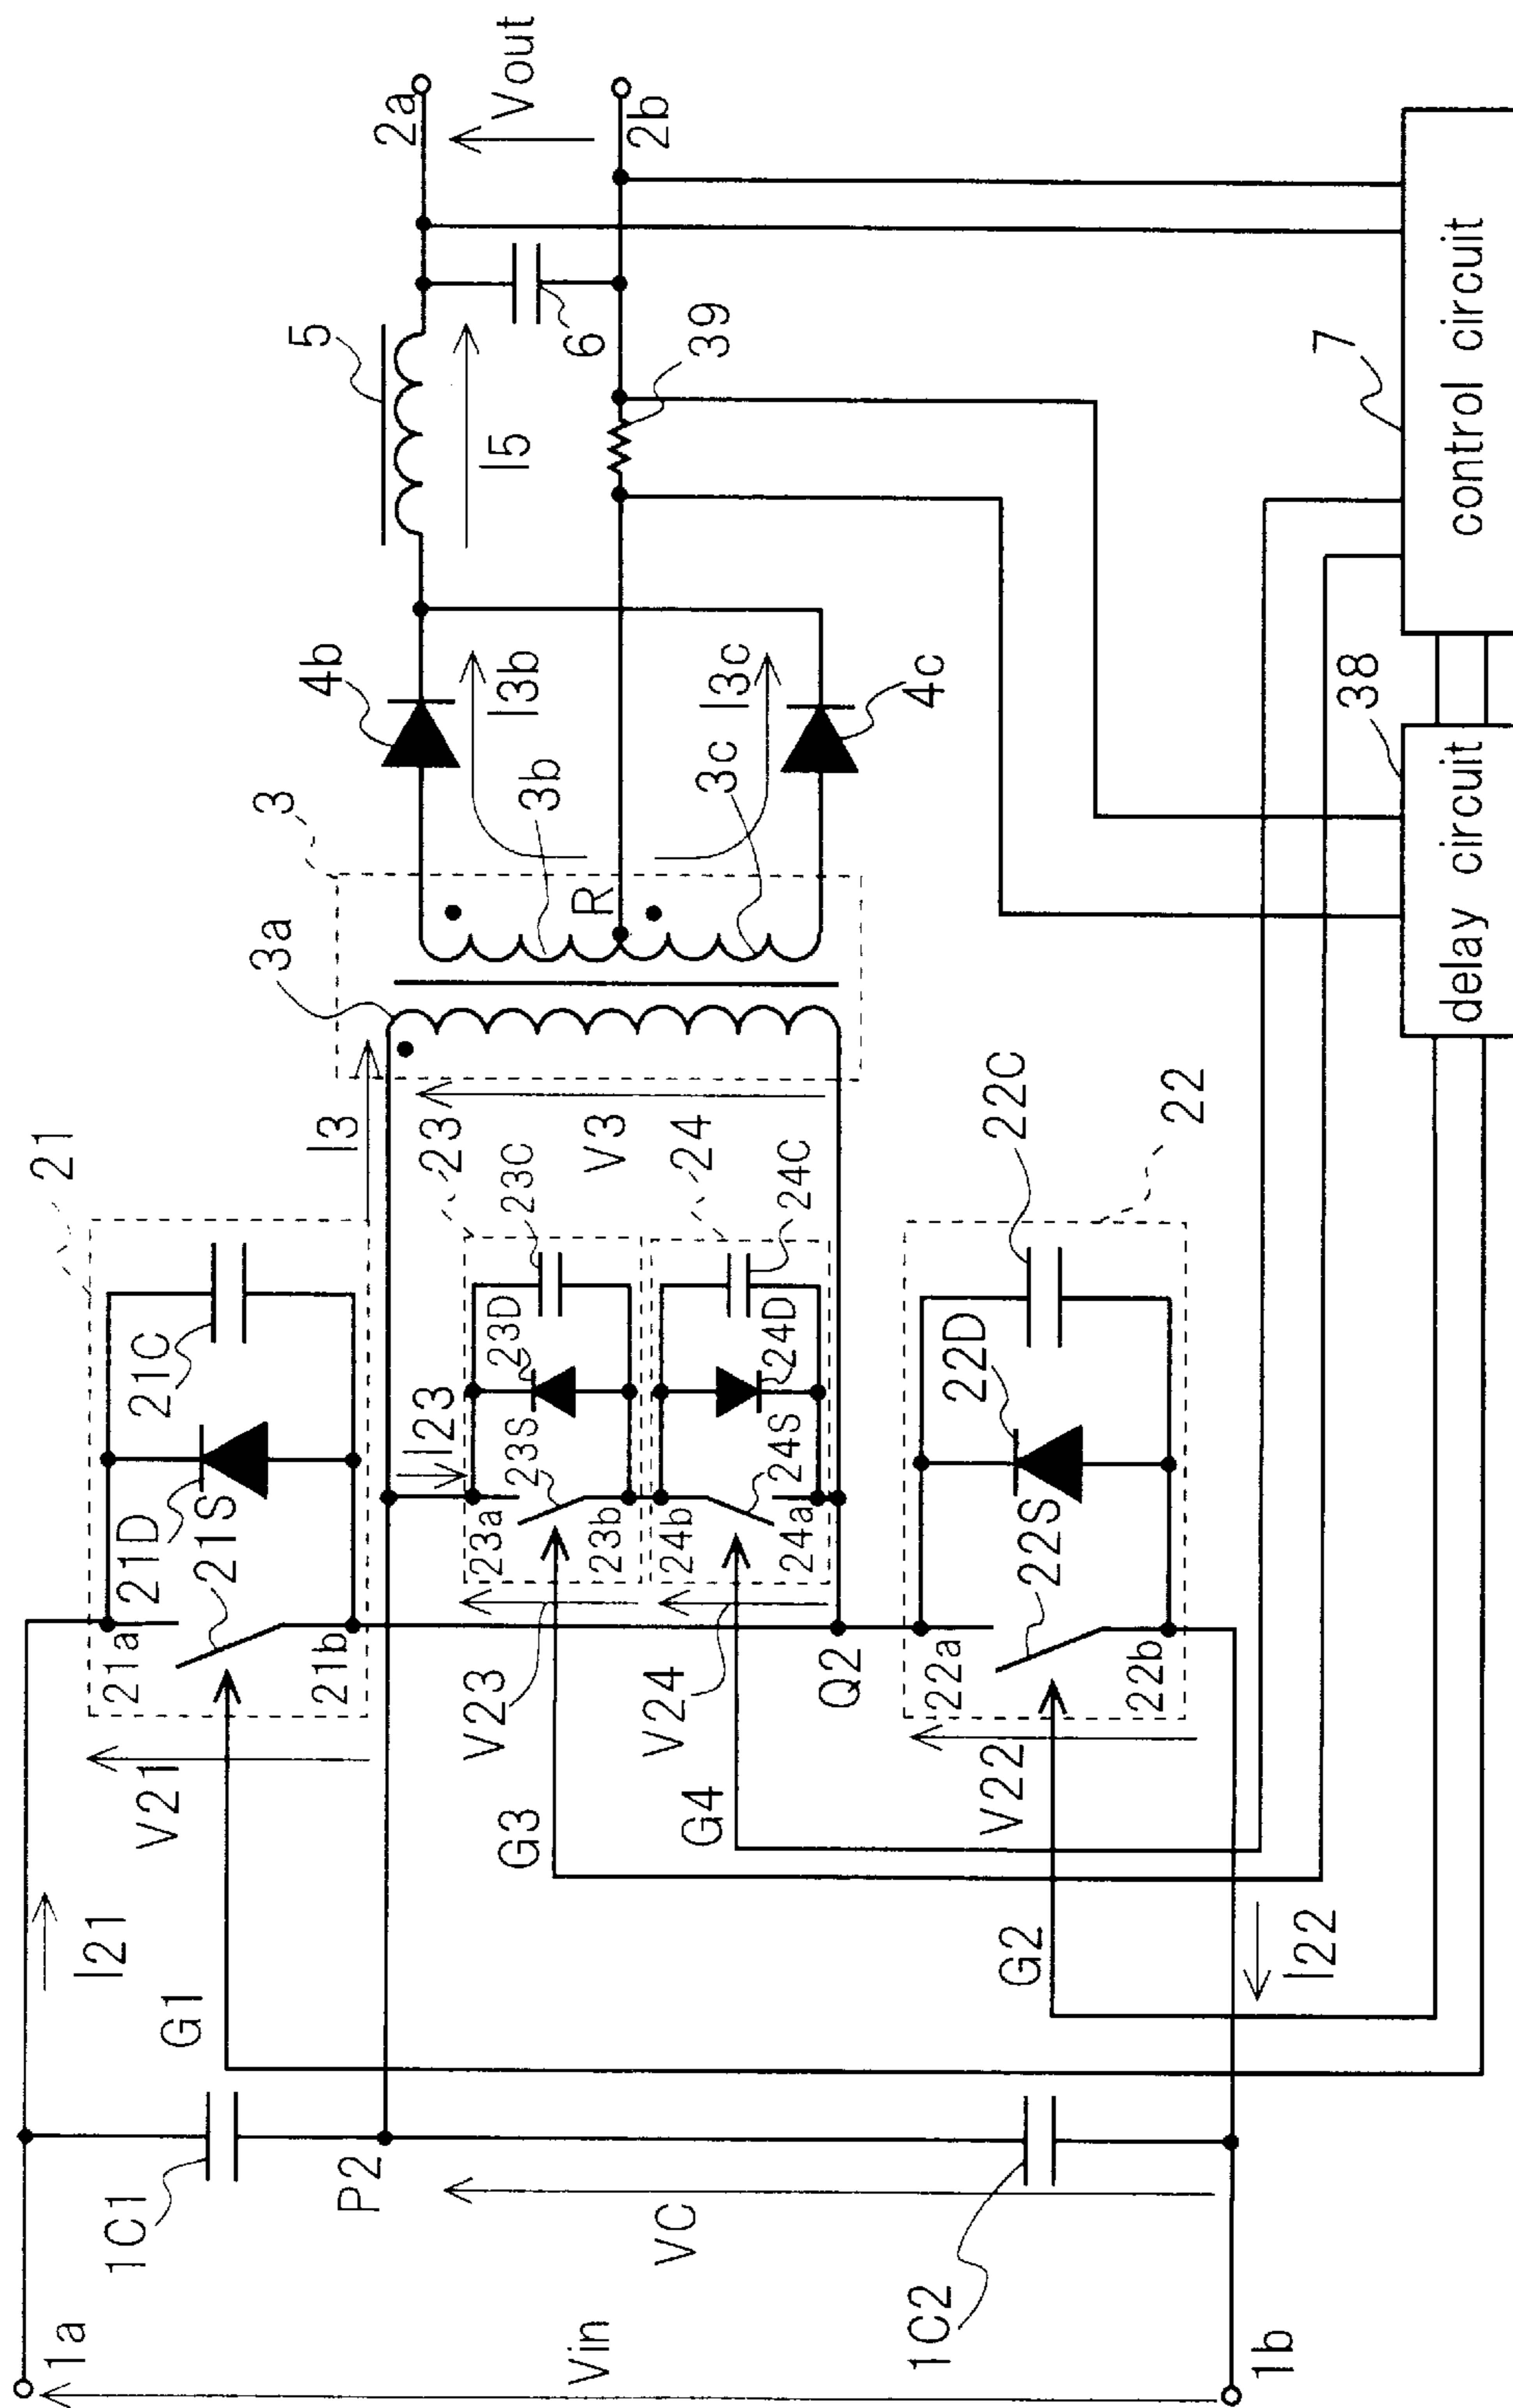 1a
Vin
1b
1C1
P2
VC
1C2
I21
G1
V21
21
21a
21D
21C
21S
21b
I3
I23
23
23C
23D
23S
23a
23b
V23
G3
V3
24
24C
24D
24S
24b
24a
V24
G4
Q2
22
22C
22D
22S
22a
22b
V22
G2
I22
3
3a
3b
R
3c
4b
I3b
I3c
4c
5
I5
6
39
2a
Vout
2b
38
delay circuit
7
control circuit